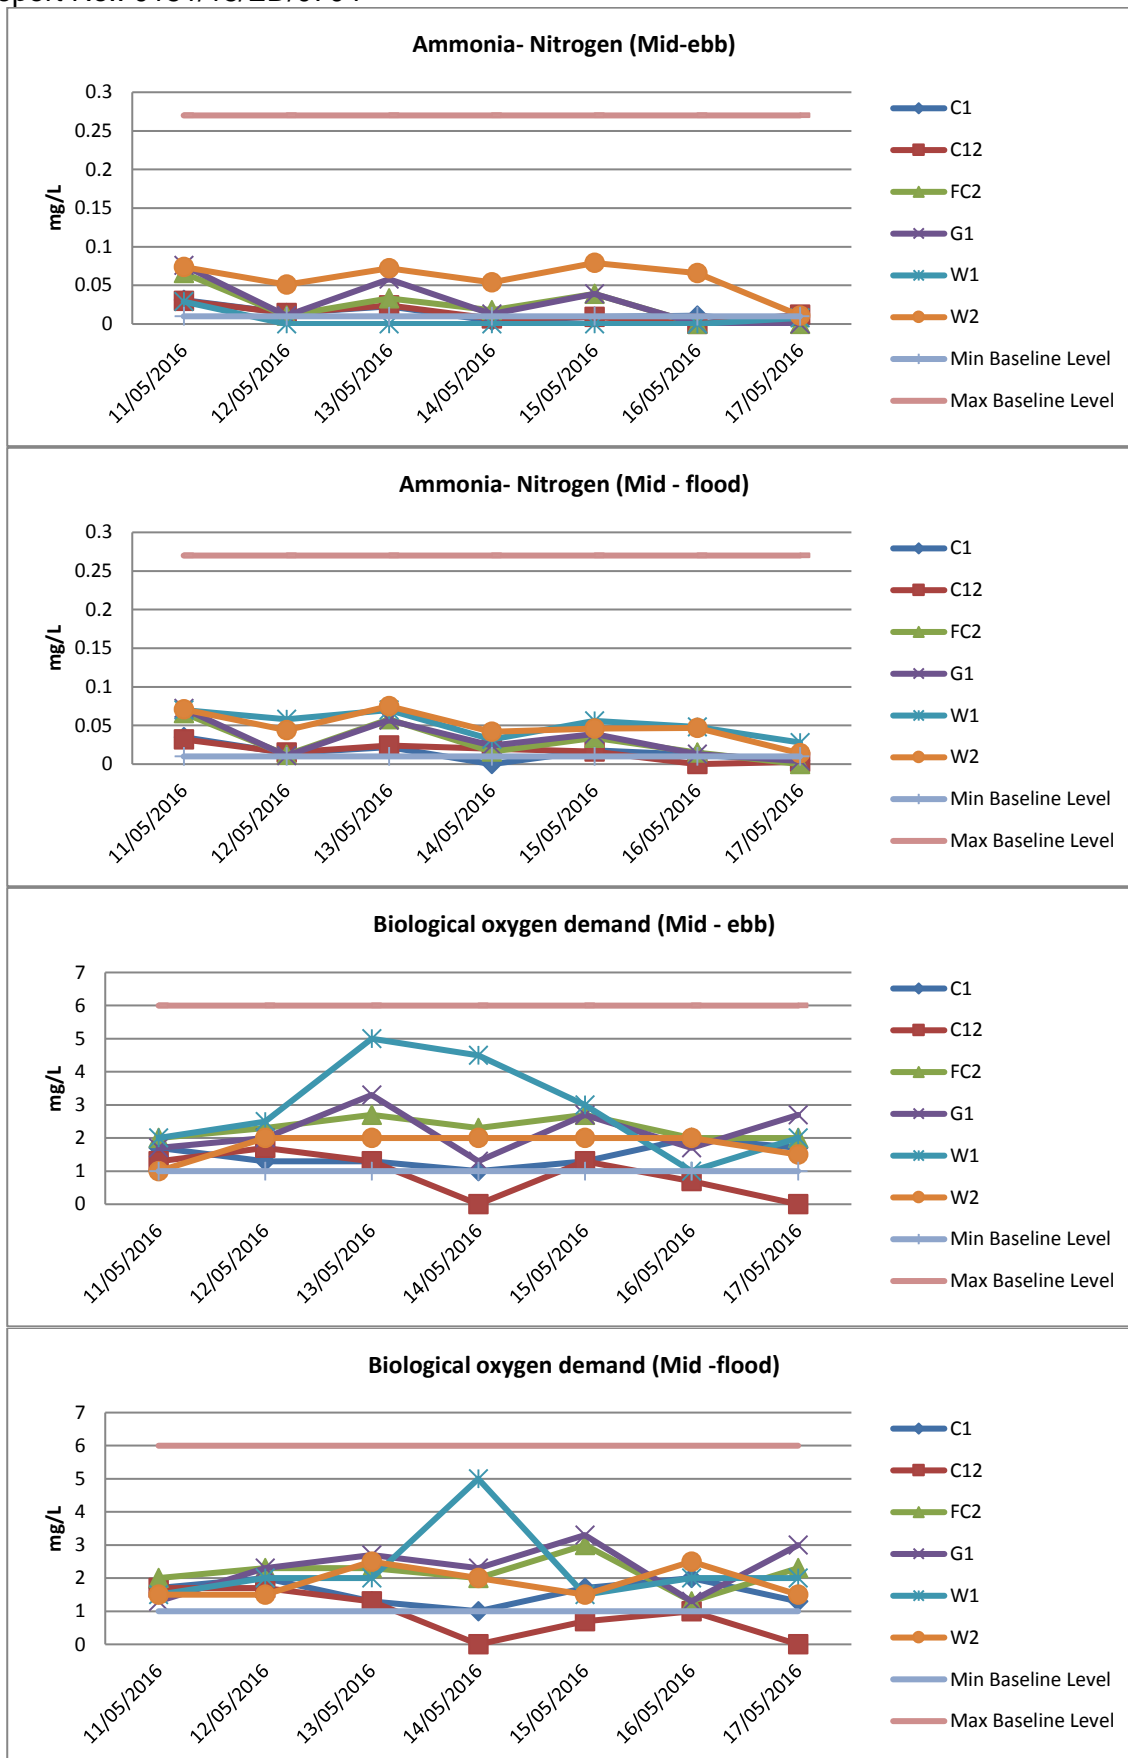 Ammonia- Nitrogen (Mid-ebb)
mg/L
0.3
0.25
0.2
0.15
0.1
0.05
0
11/05/2016
12/05/2016
13/05/2016
14/05/2016
15/05/2016
16/05/2016
17/05/2016
C1
C12
FC2
G1
W1
W2
Min Baseline Level
Max Baseline Level
Ammonia- Nitrogen (Mid - flood)
mg/L
0.3
0.25
0.2
0.15
0.1
0.05
0
11/05/2016
12/05/2016
13/05/2016
14/05/2016
15/05/2016
16/05/2016
17/05/2016
C1
C12
FC2
G1
W1
W2
Min Baseline Level
Max Baseline Level
Biological oxygen demand (Mid - ebb)
mg/L
7
6
5
4
3
2
1
0
11/05/2016
12/05/2016
13/05/2016
14/05/2016
15/05/2016
16/05/2016
17/05/2016
C1
C12
FC2
G1
W1
W2
Min Baseline Level
Max Baseline Level
Biological oxygen demand (Mid -flood)
mg/L
7
6
5
4
3
2
1
0
11/05/2016
12/05/2016
13/05/2016
14/05/2016
15/05/2016
16/05/2016
17/05/2016
C1
C12
FC2
G1
W1
W2
Min Baseline Level
Max Baseline Level